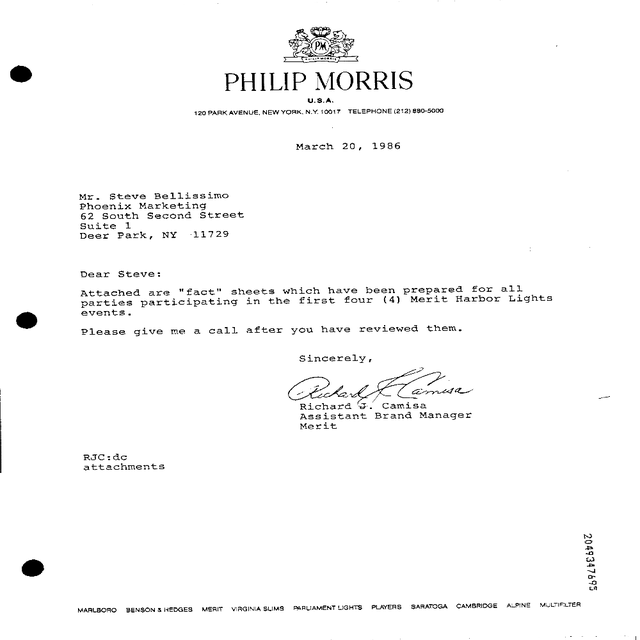 PM
PHILIP MORRIS
U.S.A.
120 PARK AVENUE, NEW YORK, N.Y. 10017 TELEPHONE (212) 880-5000
March 20, 1986
Mr. Steve Bellissimo
Phoenix Marketing
62 South Second Street
Suite 1
Deer Park, NY 11729
Dear Steve:
Attached are "fact" sheets which have been prepared for all
parties participating in the first four (4) Merit Harbor Lights
events.
Please give me a call after you have reviewed them.
Sincerely,
Richard J. Camisa
Richard J. Camisa
Assistant Brand Manager
Merit
RJC:dc
attachments
2049347695
MARLBORO BENSON & HEDGES MERIT VIRGINIA SLIMS PARLIAMENT LIGHTS PLAYERS SARATOGA CAMBRIDGE ALPINE MULTIFILTER